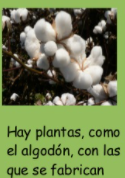 Hay plantas, como
el algodón, con las
que se fabrican